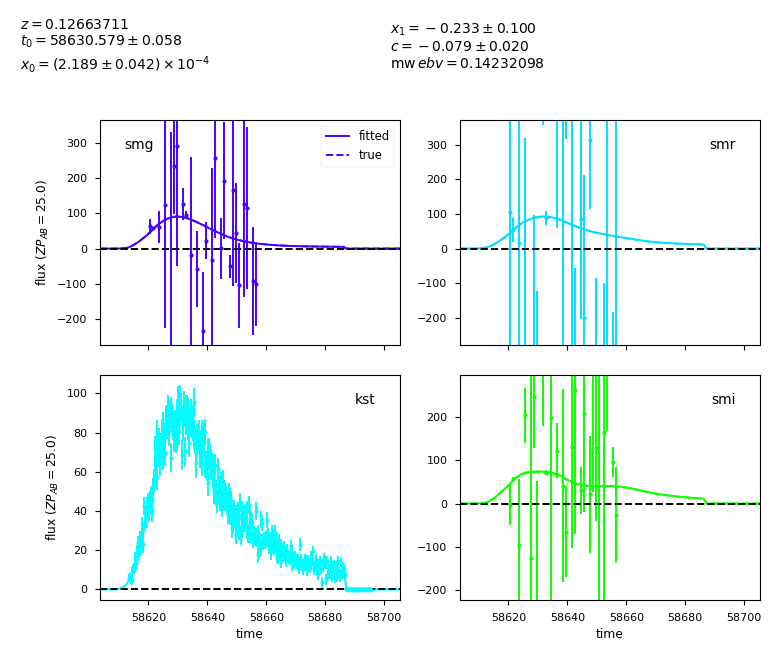 z = 0.12663711
t₀ = 58630.579 ± 0.058
x₀ = (2.189 ± 0.042) × 10⁻⁴
x₁ = −0.233 ± 0.100
c = −0.079 ± 0.020
mw ebv = 0.14232098
smg
fitted
true
300
200
100
0
−100
−200
flux (ZP_AB = 25.0)
smr
300
200
100
0
−100
−200
kst
100
80
60
40
20
0
flux (ZP_AB = 25.0)
58620 58640 58660 58680 58700
time
smi
200
100
0
−100
−200
58620 58640 58660 58680 58700
time